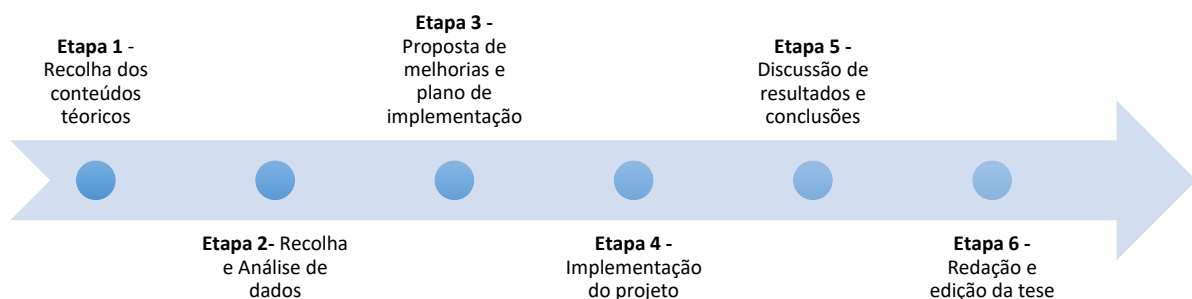 Etapa 1 -
Recolha dos
conteúdos
téoricos
Etapa 2- Recolha
e Análise de
dados
Etapa 3 -
Proposta de
melhorias e
plano de
implementação
Etapa 4 -
Implementação
do projeto
Etapa 5 -
Discussão de
resultados e
conclusões
Etapa 6 -
Redação e
edição da tese